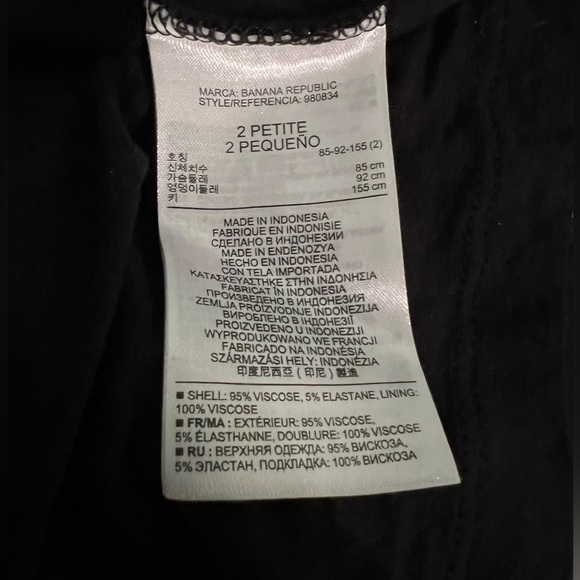 MARCA: BANANA REPUBLIC
STYLE/REFERENCIA: 980834
2 PETITE
2 PEQUEÑO
호칭 85-92-155 (2)
신체치수
가슴둘레 85 cm
엉덩이둘레 92 cm
키 155 cm
MADE IN INDONESIA
FABRIQUE EN INDONISIE
СДЕЛАНО В ИНДОНЕЗИИ
MADE IN ENDENOZYA
HECHO EN INDONESIA
CON TELA IMPORTADA
ΚΑΤΑΣΚΕΥΑΣΤΗΚΕ ΣΤΗΝ ΙΝΔΟΝΗΣΙΑ
FABRICAT ÎN INDONESIA
ПРОИЗВЕДЕНО В ИНДОНЕЗИЯ
ZEMLJA PROIZVODNJE INDONEZIJA
ВИРОБЛЕНО В ІНДОНЕЗІЇ
PROIZVEDENO U INDONEZIJI
WYPRODUKOWANO WE FRANCJI
FABRICADO NA INDONÉSIA
SZÁRMAZÁSI HELY: INDONÉZIA
印度尼西亞 ( 印尼 ) 製造
SHELL: 95% VISCOSE, 5% ELASTANE, LINING:
100% VISCOSE
FR/MA : EXTÉRIEUR: 95% VISCOSE,
5% ÉLASTHANNE, DOUBLURE: 100% VISCOSE
RU : ВЕРХНЯЯ ОДЕЖДА: 95% ВИСКОЗА,
5% ЭЛАСТАН, ПОДКЛАДКА: 100% ВИСКОЗА